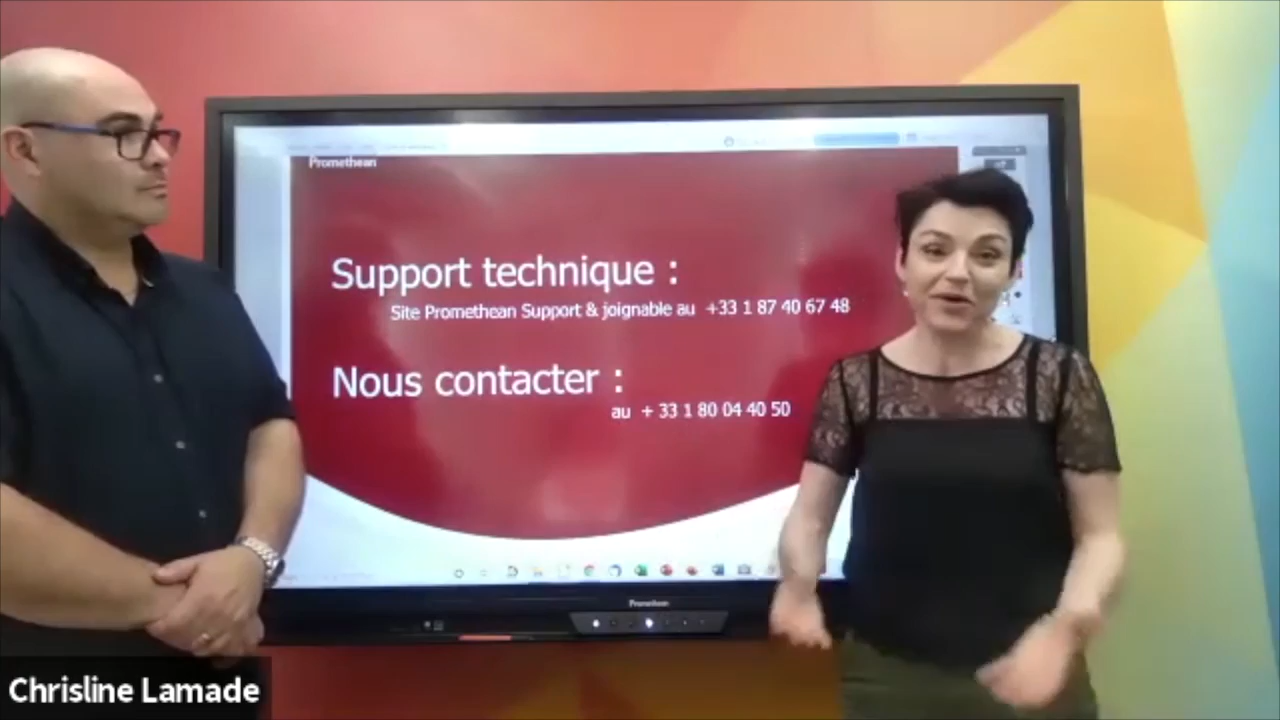 Promethean
Support technique :
Site Promethean Support & joignable au +33 1 87 40 67 48
Nous contacter :
au + 33 1 80 04 40 50
Promethean
Chrisline Lamade